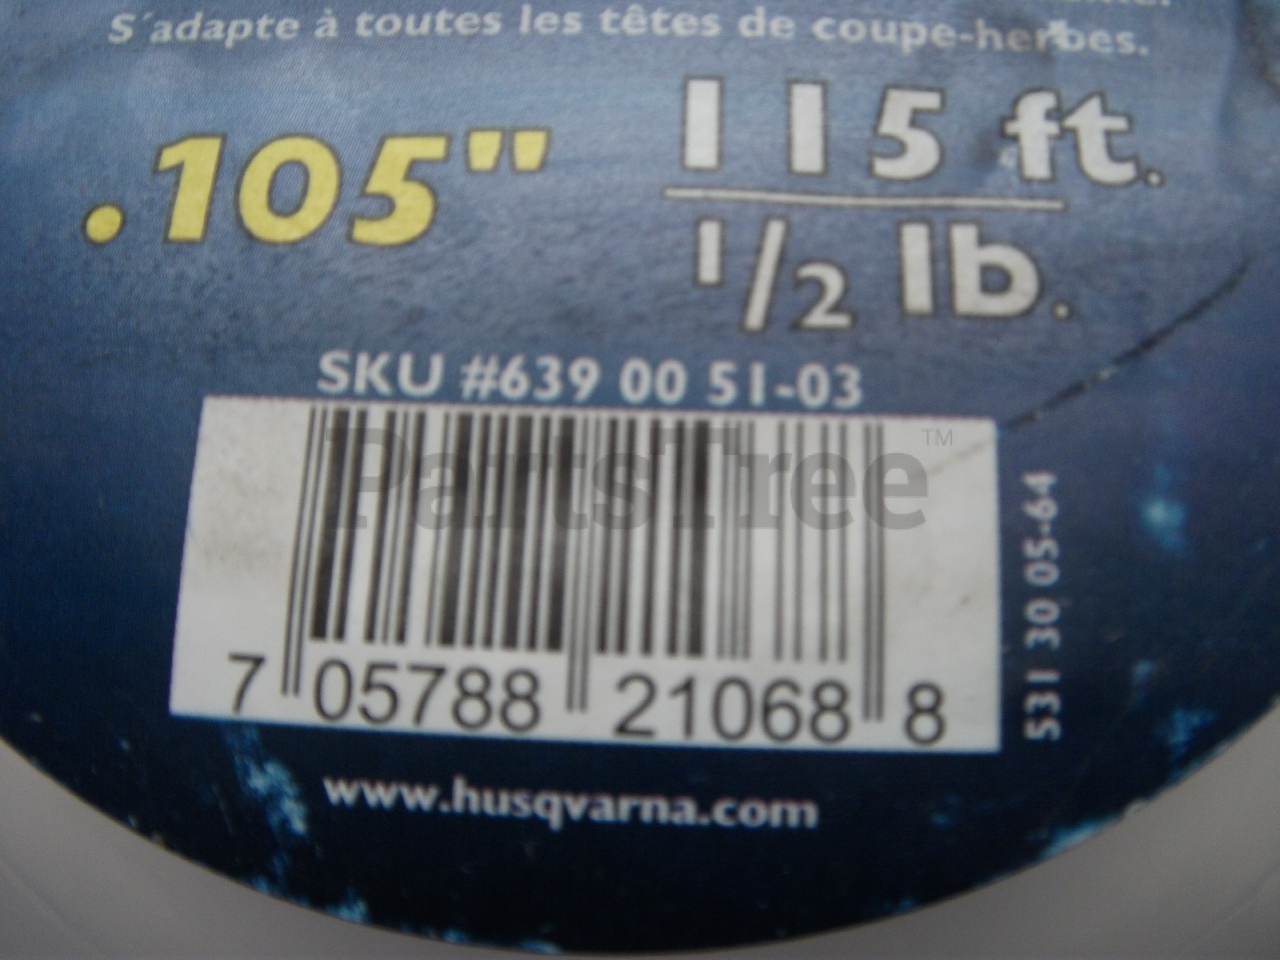 S'adapte à toutes les têtes de coupe-herbes.
.105"
115 ft.
1/2 lb.
SKU #639 00 51-03
PartsTree™
7 05788 21068 8
531 30 05-64
www.husqvarna.com